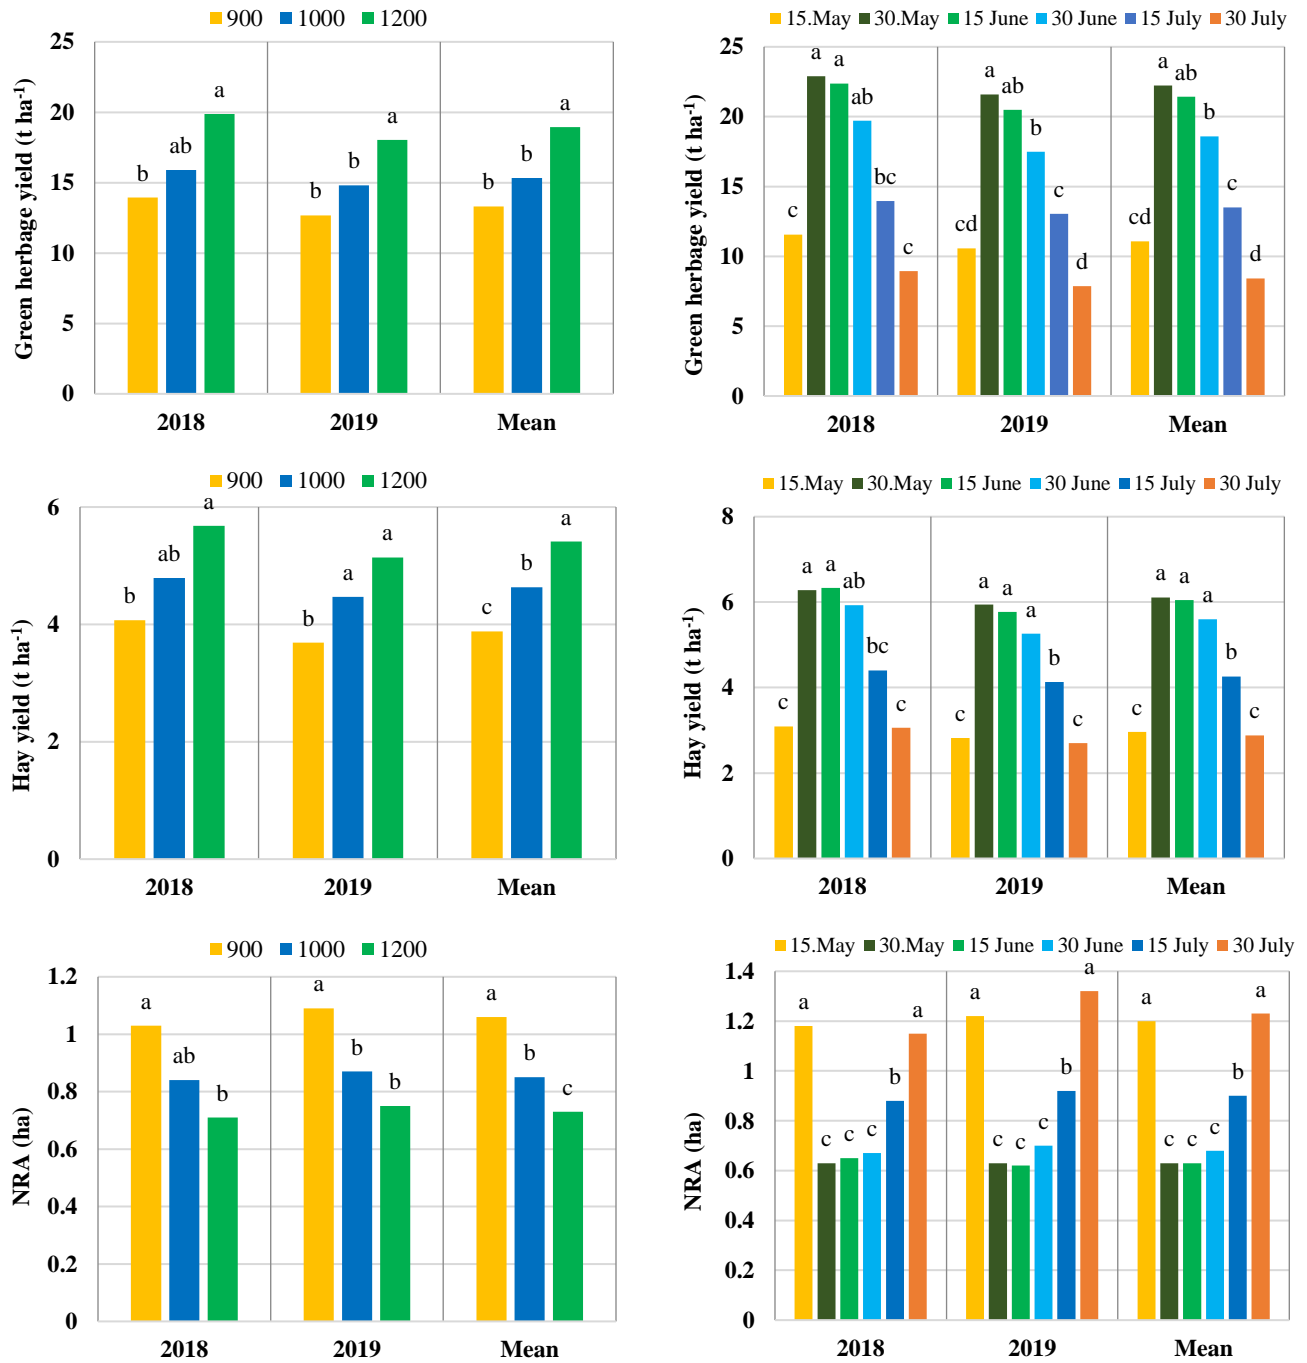 900 1000 1200
Green herbage yield (t ha-1)
25
20
15
10
5
0
b ab a
b b a
b b a
2018 2019 Mean
15.May 30.May 15 June 30 June 15 July 30 July
Green herbage yield (t ha-1)
25
20
15
10
5
0
c a a ab bc c
cd a ab b c d
cd a ab b c d
2018 2019 Mean
900 1000 1200
Hay yield (t ha-1)
6
4
2
0
b ab a
b a a
c b a
2018 2019 Mean
15.May 30.May 15 June 30 June 15 July 30 July
Hay yield (t ha-1)
8
6
4
2
0
c a a ab bc c
c a a a b c
c a a a b c
2018 2019 Mean
900 1000 1200
NRA (ha)
1.2
1
0.8
0.6
0.4
0.2
0
a ab b
a b b
a b c
2018 2019 Mean
15.May 30.May 15 June 30 June 15 July 30 July
NRA (ha)
1.4
1.2
1
0.8
0.6
0.4
0.2
0
a c c c b a
a c c c b a
a c c c b a
2018 2019 Mean